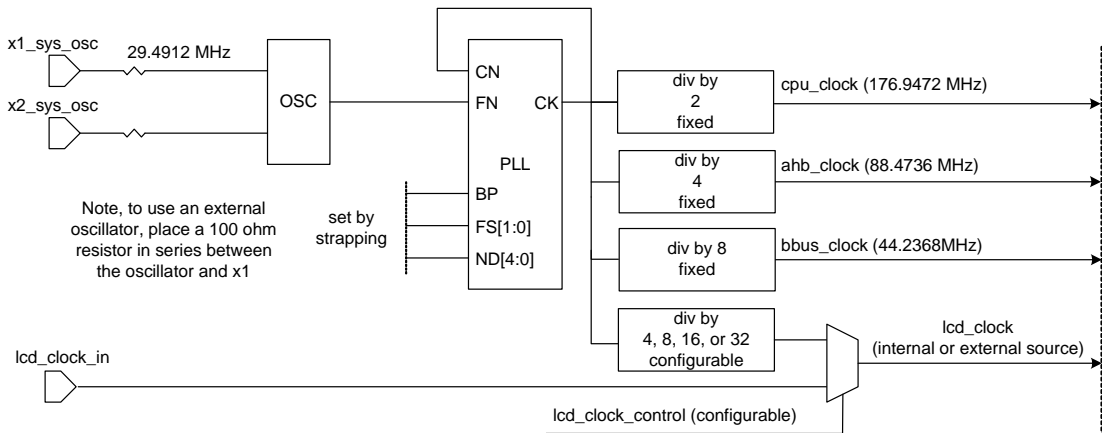 x1_sys_osc
29.4912 MHz
x2_sys_osc
OSC
CN
FN
CK
PLL
BP
FS[1:0]
ND[4:0]
set by
strapping
Note, to use an external
oscillator, place a 100 ohm
resistor in series between
the oscillator and x1
div by
2
fixed
cpu_clock (176.9472 MHz)
div by
4
fixed
ahb_clock (88.4736 MHz)
div by 8
fixed
bbus_clock (44.2368MHz)
div by
4, 8, 16, or 32
configurable
lcd_clock
(internal or external source)
lcd_clock_in
lcd_clock_control (configurable)